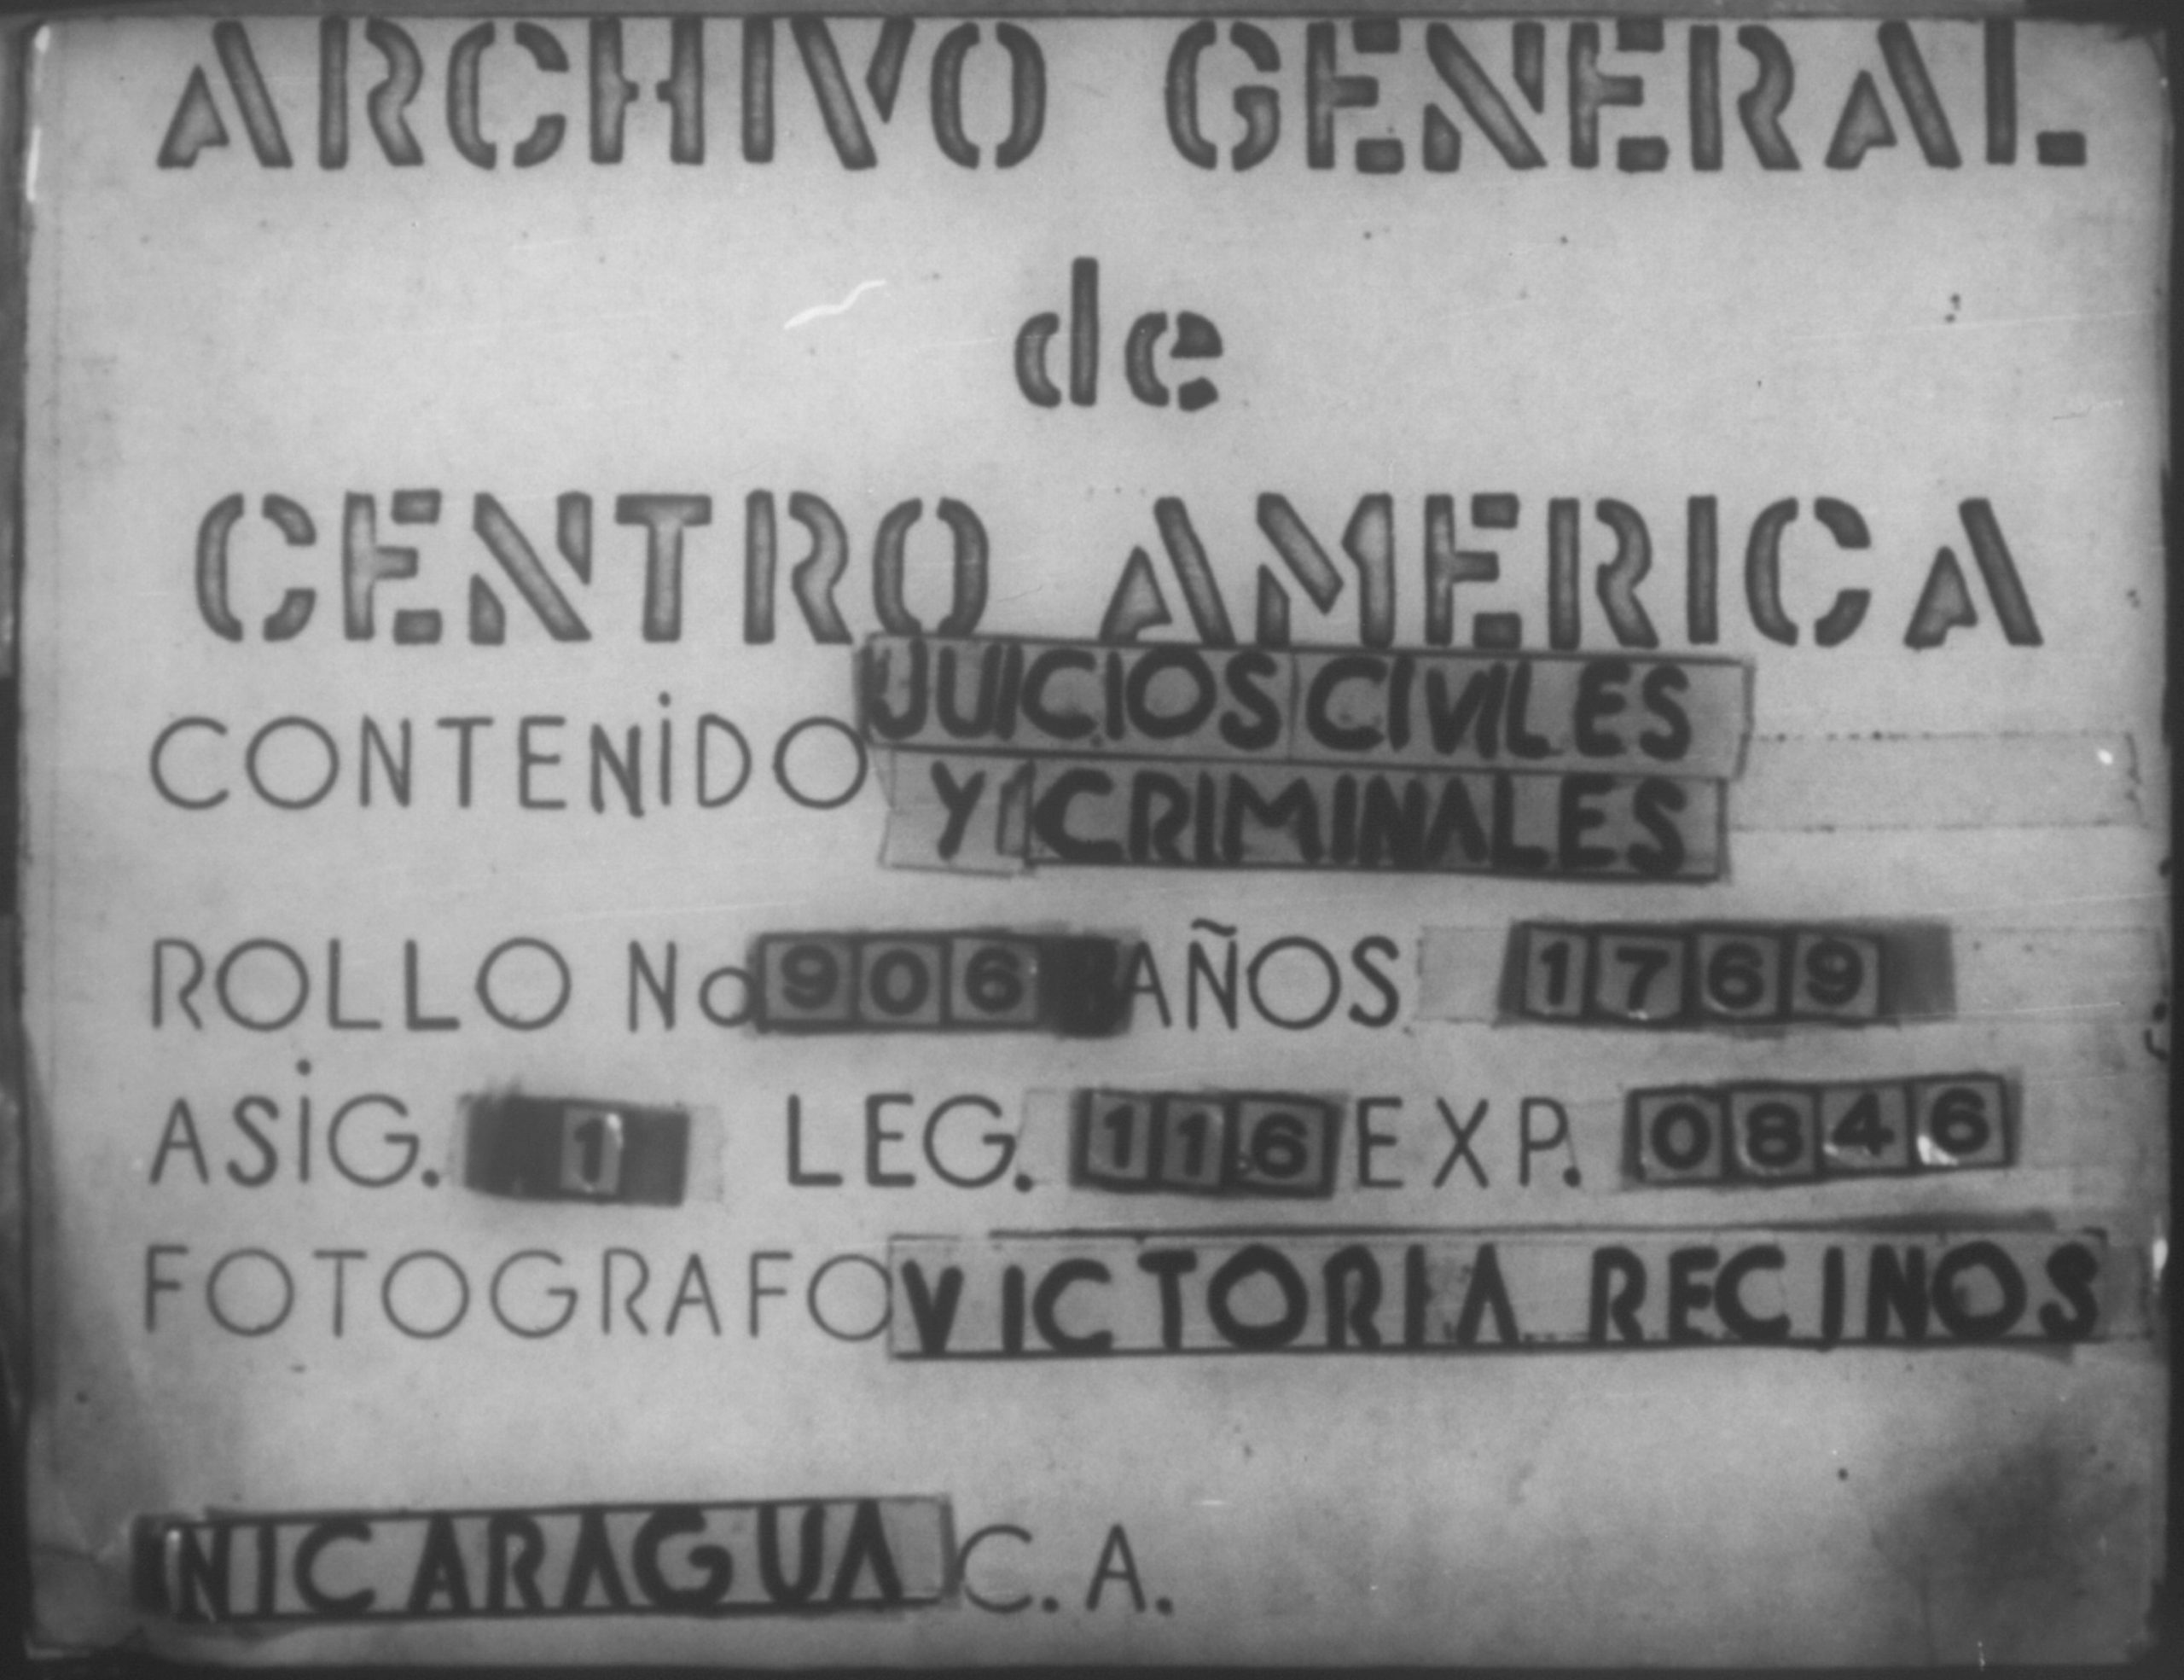 ARCHIVO GENERAL
de
CENTRO AMERICA
CONTENIDO JUICIOS CIVILES
Y CRIMINALES
ROLLO No 906 AÑOS 1769
ASIG. 1 LEG. 116 EXP. 0846
FOTOGRAFO VICTORIA RECINOS
NICARAGUA C.A.